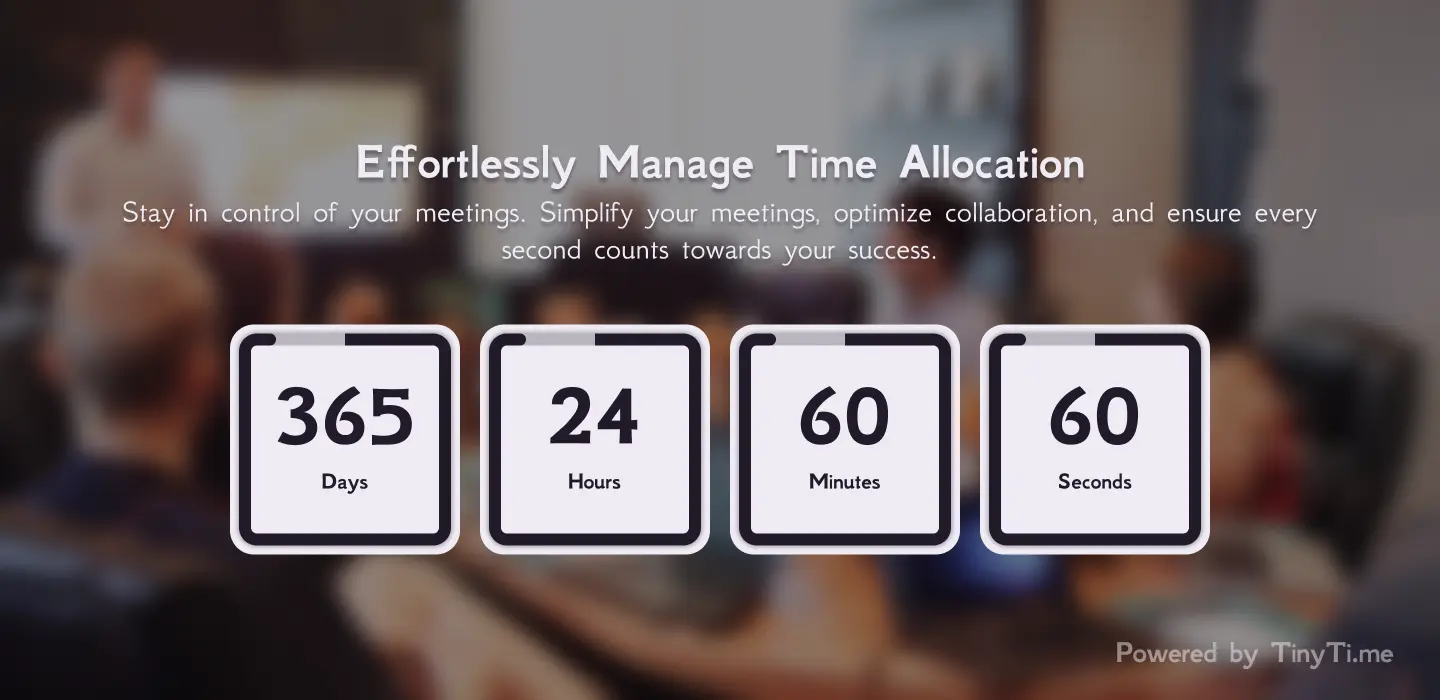 Effortlessly Manage Time Allocation
Stay in control of your meetings. Simplify your meetings, optimize collaboration, and ensure every
second counts towards your success.
365
Days
24
Hours
60
Minutes
60
Seconds
Powered by TinyTi.me